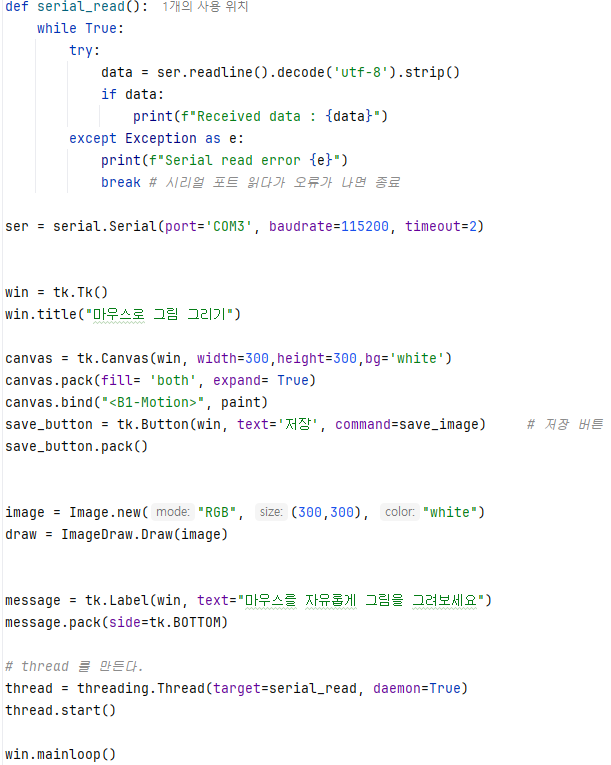 def serial_read():  1개의 사용 위치
    while True:
        try:
            data = ser.readline().decode('utf-8').strip()
            if data:
                print(f"Received data : {data}")
        except Exception as e:
            print(f"Serial read error {e}")
            break # 시리얼 포트 읽다가 오류가 나면 종료
ser = serial.Serial(port='COM3', baudrate=115200, timeout=2)
win = tk.Tk()
win.title("마우스로 그림 그리기")
canvas = tk.Canvas(win, width=300,height=300,bg='white')
canvas.pack(fill= 'both', expand= True)
canvas.bind("<B1-Motion>", paint)
save_button = tk.Button(win, text='저장', command=save_image)     # 저장 버튼
save_button.pack()
image = Image.new( mode: "RGB",  size: (300,300),  color: "white")
draw = ImageDraw.Draw(image)
message = tk.Label(win, text="마우스를 자유롭게 그림을 그려보세요")
message.pack(side=tk.BOTTOM)
# thread 를 만든다.
thread = threading.Thread(target=serial_read, daemon=True)
thread.start()
win.mainloop()